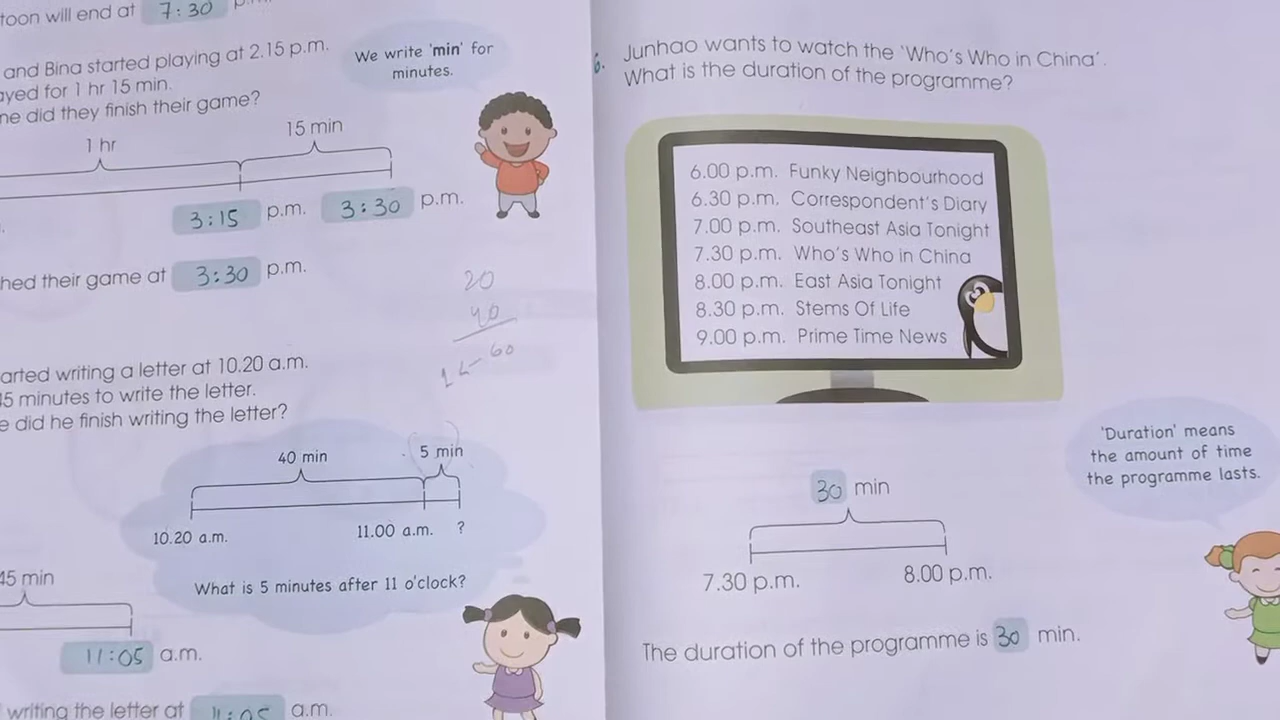 toon will end at 7:30 p.m.
and Bina started playing at 2.15 p.m.
ayed for 1 hr 15 min.
ne did they finish their game?
We write 'min' for
minutes.
1 hr
15 min
3:15 p.m. 3:30 p.m.
hed their game at 3:30 p.m.
20
40
60
arted writing a letter at 10.20 a.m.
45 minutes to write the letter.
e did he finish writing the letter?
40 min
5 min
10.20 a.m.
11.00 a.m.
?
What is 5 minutes after 11 o'clock?
45 min
11:05 a.m.
writing the letter at 11:05 a.m.
6. Junhao wants to watch the 'Who's Who in China'.
What is the duration of the programme?
6.00 p.m. Funky Neighbourhood
6.30 p.m. Correspondent's Diary
7.00 p.m. Southeast Asia Tonight
7.30 p.m. Who's Who in China
8.00 p.m. East Asia Tonight
8.30 p.m. Stems Of Life
9.00 p.m. Prime Time News
'Duration' means
the amount of time
the programme lasts.
30 min
7.30 p.m.
8.00 p.m.
The duration of the programme is 30 min.